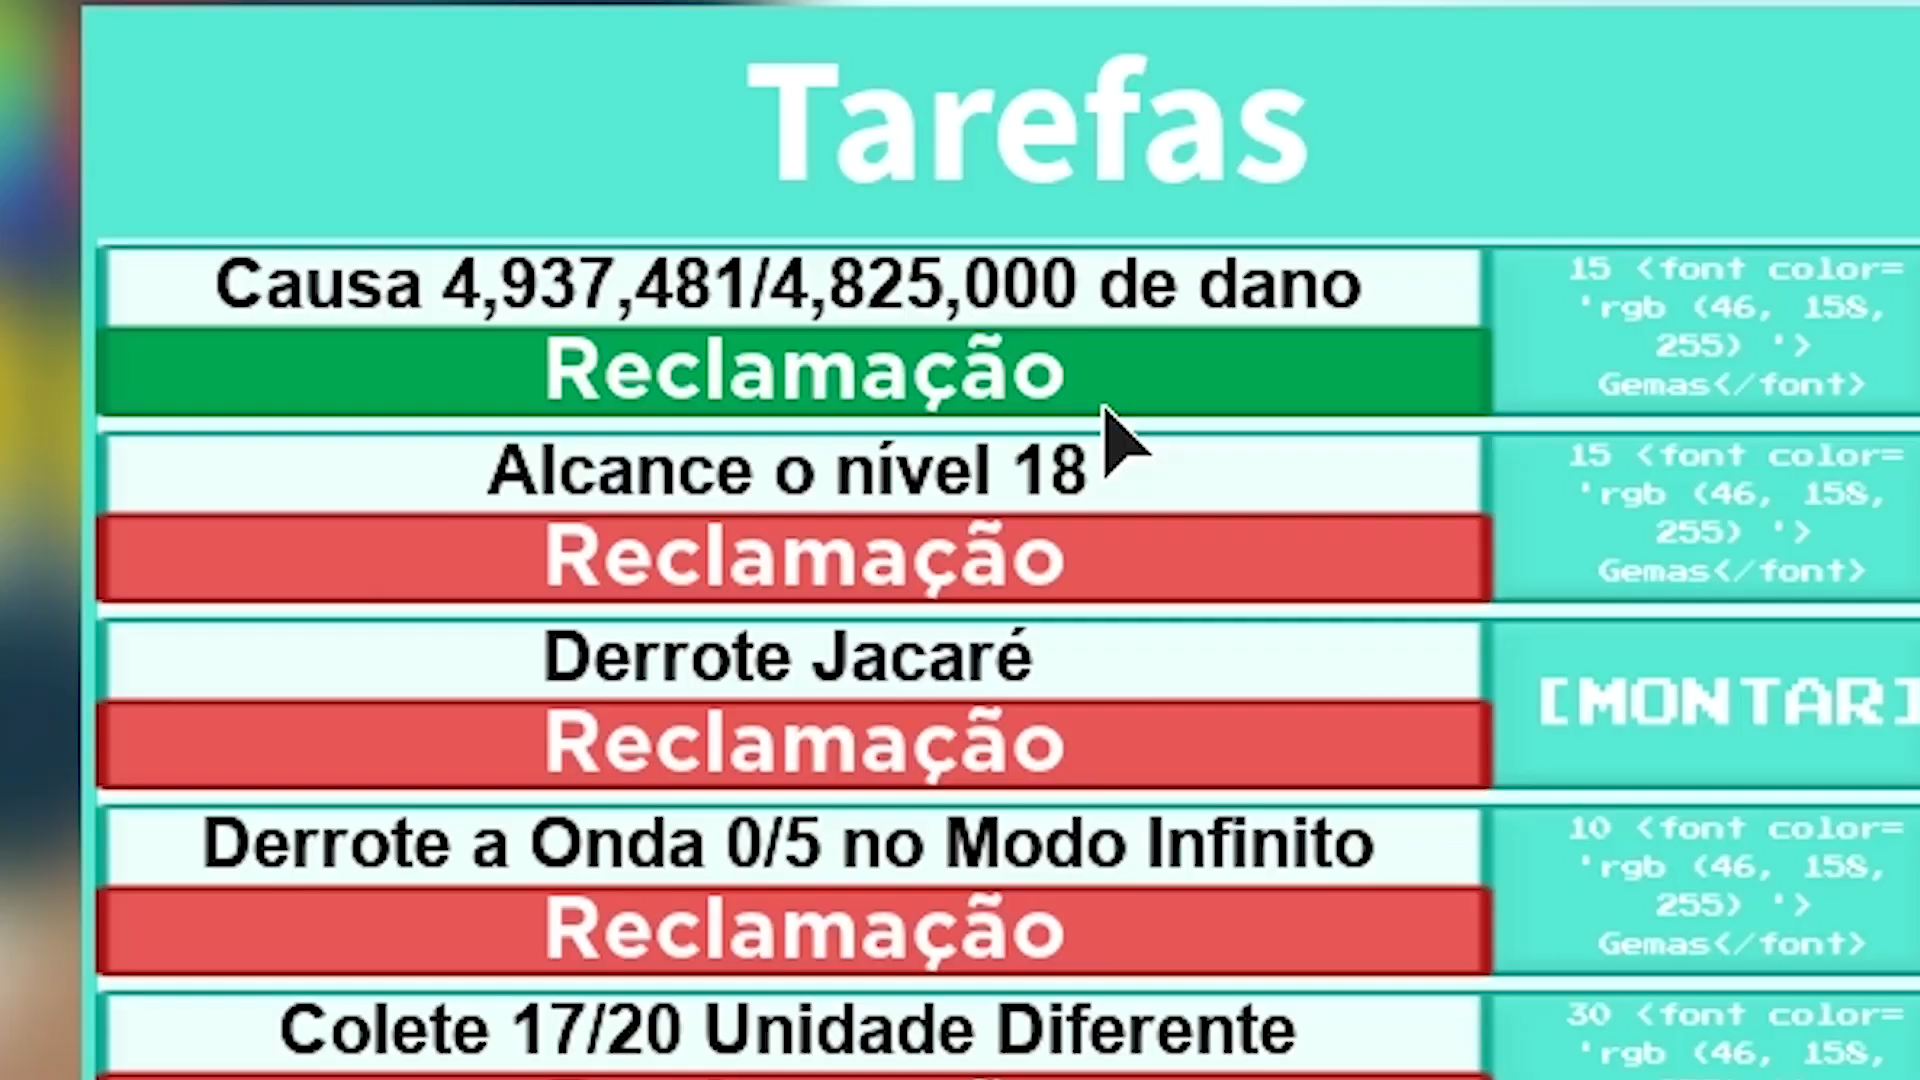 Tarefas
Causa 4,937,481/4,825,000 de dano
Reclamação
15 <font color=
'rgb (46, 158,
255) '>
Gemas</font>
Alcance o nível 18
Reclamação
15 <font color=
'rgb (46, 158,
255) '>
Gemas</font>
Derrote Jacaré
Reclamação
[MONTAR]
Derrote a Onda 0/5 no Modo Infinito
Reclamação
10 <font color=
'rgb (46, 158,
255) '>
Gemas</font>
Colete 17/20 Unidade Diferente
30 <font color=
'rgb (46, 158,